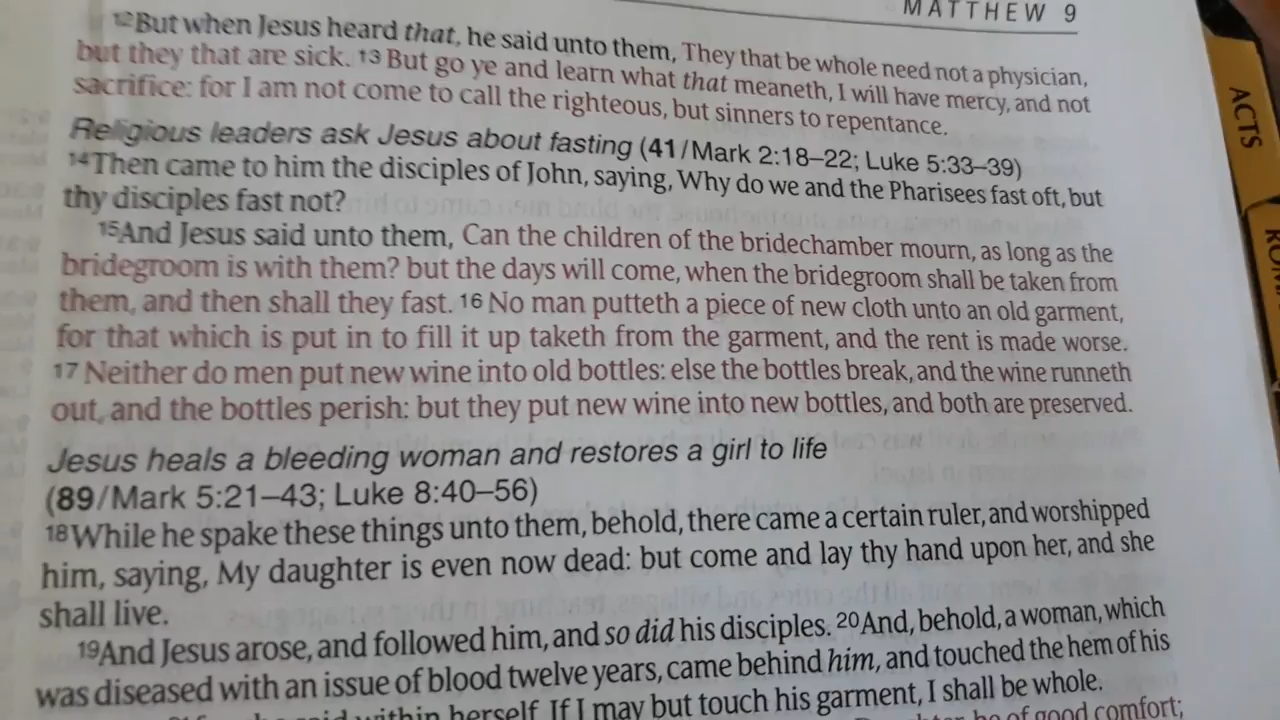 MATTHEW 9
12But when Jesus heard that, he said unto them, They that be whole need not a physician,
but they that are sick. 13 But go ye and learn what that meaneth, I will have mercy, and not
sacrifice: for I am not come to call the righteous, but sinners to repentance.
Religious leaders ask Jesus about fasting (41/Mark 2:18–22; Luke 5:33–39)
14Then came to him the disciples of John, saying, Why do we and the Pharisees fast oft, but
thy disciples fast not?
15And Jesus said unto them, Can the children of the bridechamber mourn, as long as the
bridegroom is with them? but the days will come, when the bridegroom shall be taken from
them, and then shall they fast. 16 No man putteth a piece of new cloth unto an old garment,
for that which is put in to fill it up taketh from the garment, and the rent is made worse.
17 Neither do men put new wine into old bottles: else the bottles break, and the wine runneth
out, and the bottles perish: but they put new wine into new bottles, and both are preserved.
Jesus heals a bleeding woman and restores a girl to life
(89/Mark 5:21–43; Luke 8:40–56)
18While he spake these things unto them, behold, there came a certain ruler, and worshipped
him, saying, My daughter is even now dead: but come and lay thy hand upon her, and she
shall live.
19And Jesus arose, and followed him, and so did his disciples. 20And, behold, a woman, which
was diseased with an issue of blood twelve years, came behind him, and touched the hem of his
said within herself, If I may but touch his garment, I shall be whole.
be of good comfort;
ACTS